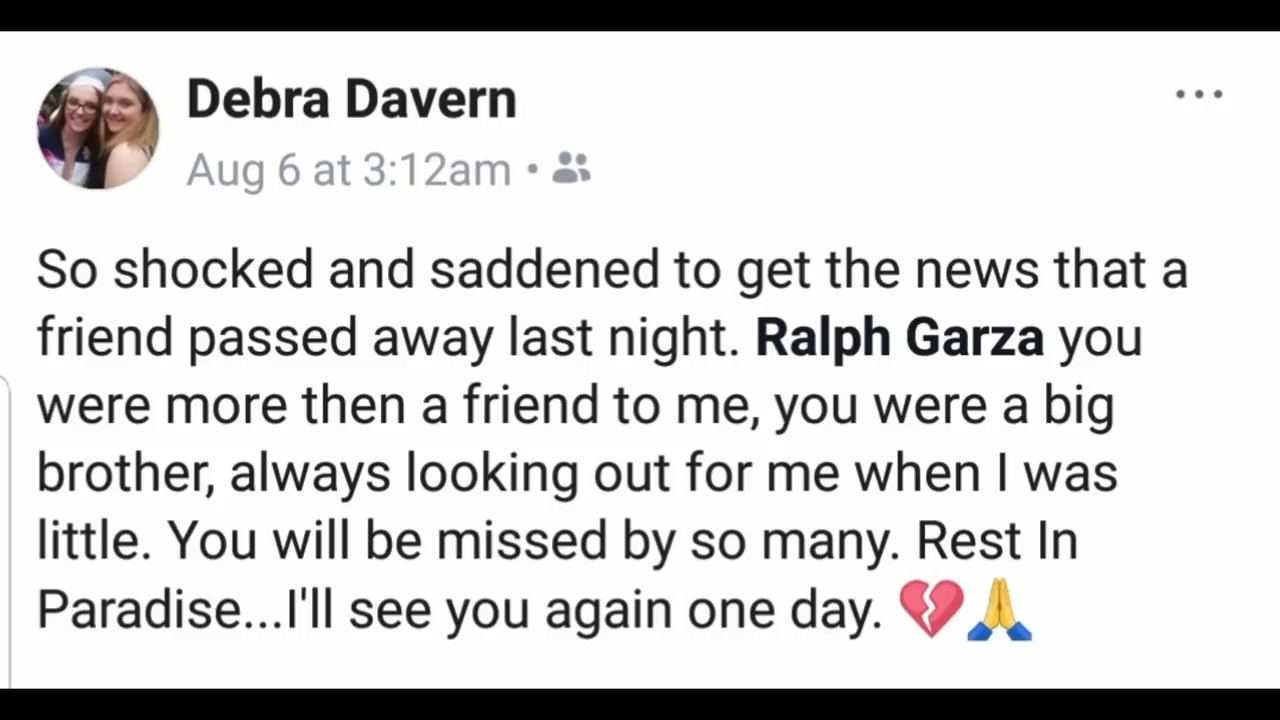 Debra Davern
Aug 6 at 3:12am •
So shocked and saddened to get the news that a
friend passed away last night. Ralph Garza you
were more then a friend to me, you were a big
brother, always looking out for me when I was
little. You will be missed by so many. Rest In
Paradise...I'll see you again one day. 💔🙏